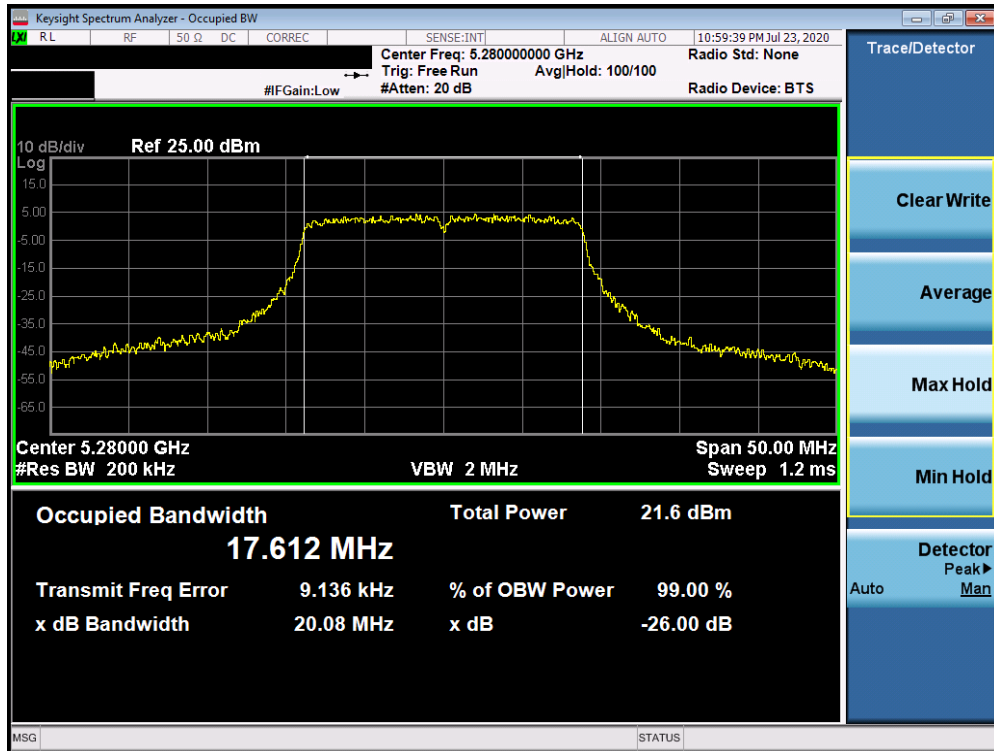 Keysight Spectrum Analyzer - Occupied BW
LXI RL RF 50 Ω DC CORREC SENSE:INT ALIGN AUTO 10:59:39 PM Jul 23, 2020
Center Freq: 5.280000000 GHz Radio Std: None
Trig: Free Run Avg|Hold: 100/100
#IFGain:Low #Atten: 20 dB Radio Device: BTS
10 dB/div Ref 25.00 dBm
Log
15.0
5.00
-5.00
-15.0
-25.0
-35.0
-45.0
-55.0
-65.0
Center 5.28000 GHz Span 50.00 MHz
#Res BW 200 kHz VBW 2 MHz Sweep 1.2 ms
Occupied Bandwidth Total Power 21.6 dBm
17.612 MHz
Transmit Freq Error 9.136 kHz % of OBW Power 99.00 %
x dB Bandwidth 20.08 MHz x dB -26.00 dB
MSG STATUS
Trace/Detector
Clear Write
Average
Max Hold
Min Hold
Detector
Peak▶
Auto Man